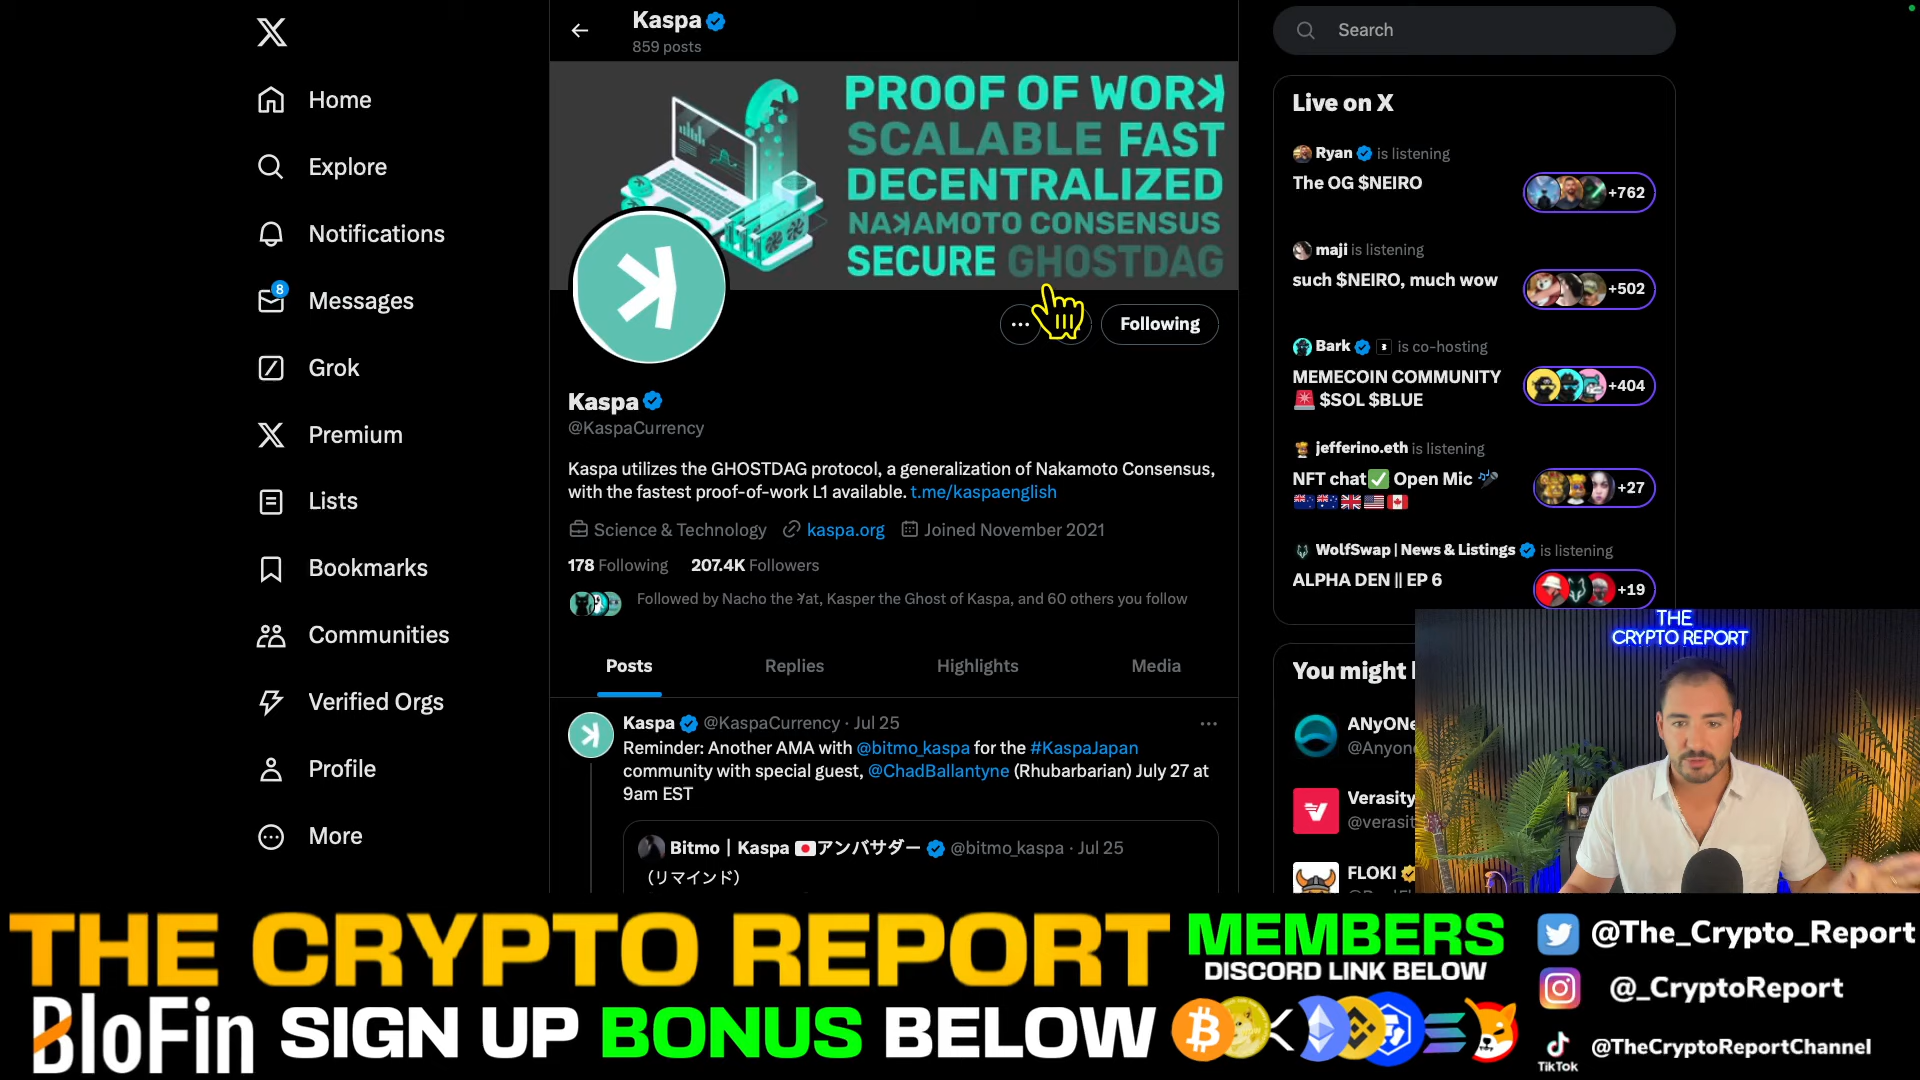 Home
Explore
Notifications
8
Messages
Grok
Premium
Lists
Bookmarks
Communities
Verified Orgs
Profile
More
Kaspa
859 posts
PROOF OF WORK
SCALABLE FAST
DECENTRALIZED
NAKAMOTO CONSENSUS
SECURE GHOSTDAG
Following
Kaspa
@KaspaCurrency
Kaspa utilizes the GHOSTDAG protocol, a generalization of Nakamoto Consensus,
with the fastest proof-of-work L1 available. t.me/kaspaenglish
Science & Technology kaspa.org Joined November 2021
178 Following 207.4K Followers
Followed by Nacho the ⲕat, Kasper the Ghost of Kaspa, and 60 others you follow
Posts Replies Highlights Media
Kaspa @KaspaCurrency · Jul 25
Reminder: Another AMA with @bitmo_kaspa for the #KaspaJapan
community with special guest, @ChadBallantyne (Rhubarbarian) July 27 at
9am EST
Bitmo | Kaspa 🇯🇵アンバサダー @bitmo_kaspa · Jul 25
（リマインド）
Search
Live on X
Ryan is listening
The OG $NEIRO
+762
maji is listening
such $NEIRO, much wow
+502
Bark is co-hosting
MEMECOIN COMMUNITY
🚨 $SOL $BLUE
+404
jefferino.eth is listening
NFT chat✅ Open Mic 🎤
🇳🇿🇦🇺🇬🇧🇺🇸🇨🇦
+27
WolfSwap | News & Listings is listening
ALPHA DEN || EP 6
+19
You might
ANyONe
@Anyon
Verasity
@verasit
FLOKI
THE
CRYPTO REPORT
THE CRYPTO REPORT
BloFin SIGN UP BONUS BELOW
MEMBERS
DISCORD LINK BELOW
@The_Crypto_Report
@_CryptoReport
TikTok
@TheCryptoReportChannel